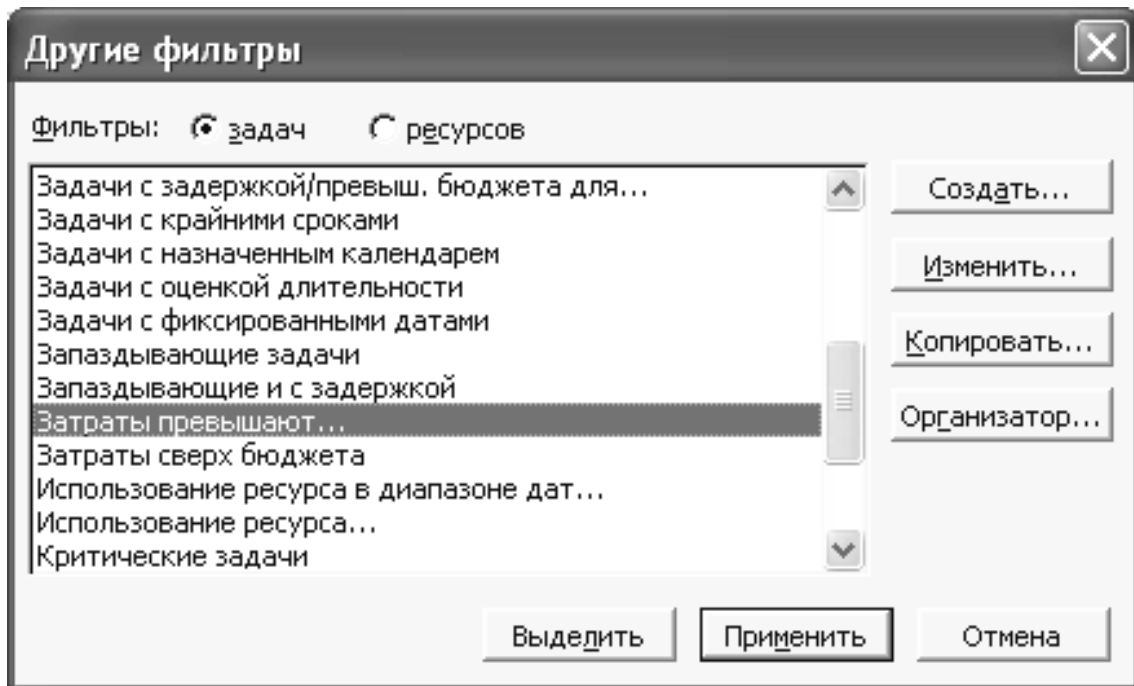 Другие фильтры
Фильтры: задач ресурсов
Задачи с задержкой/превыш. бюджета для...
Задачи с крайними сроками
Задачи с назначенным календарем
Задачи с оценкой длительности
Задачи с фиксированными датами
Запаздывающие задачи
Запаздывающие и с задержкой
Затраты превышают...
Затраты сверх бюджета
Использование ресурса в диапазоне дат...
Использование ресурса...
Критические задачи
Создать...
Изменить...
Копировать...
Организатор...
Выделить Применить Отмена